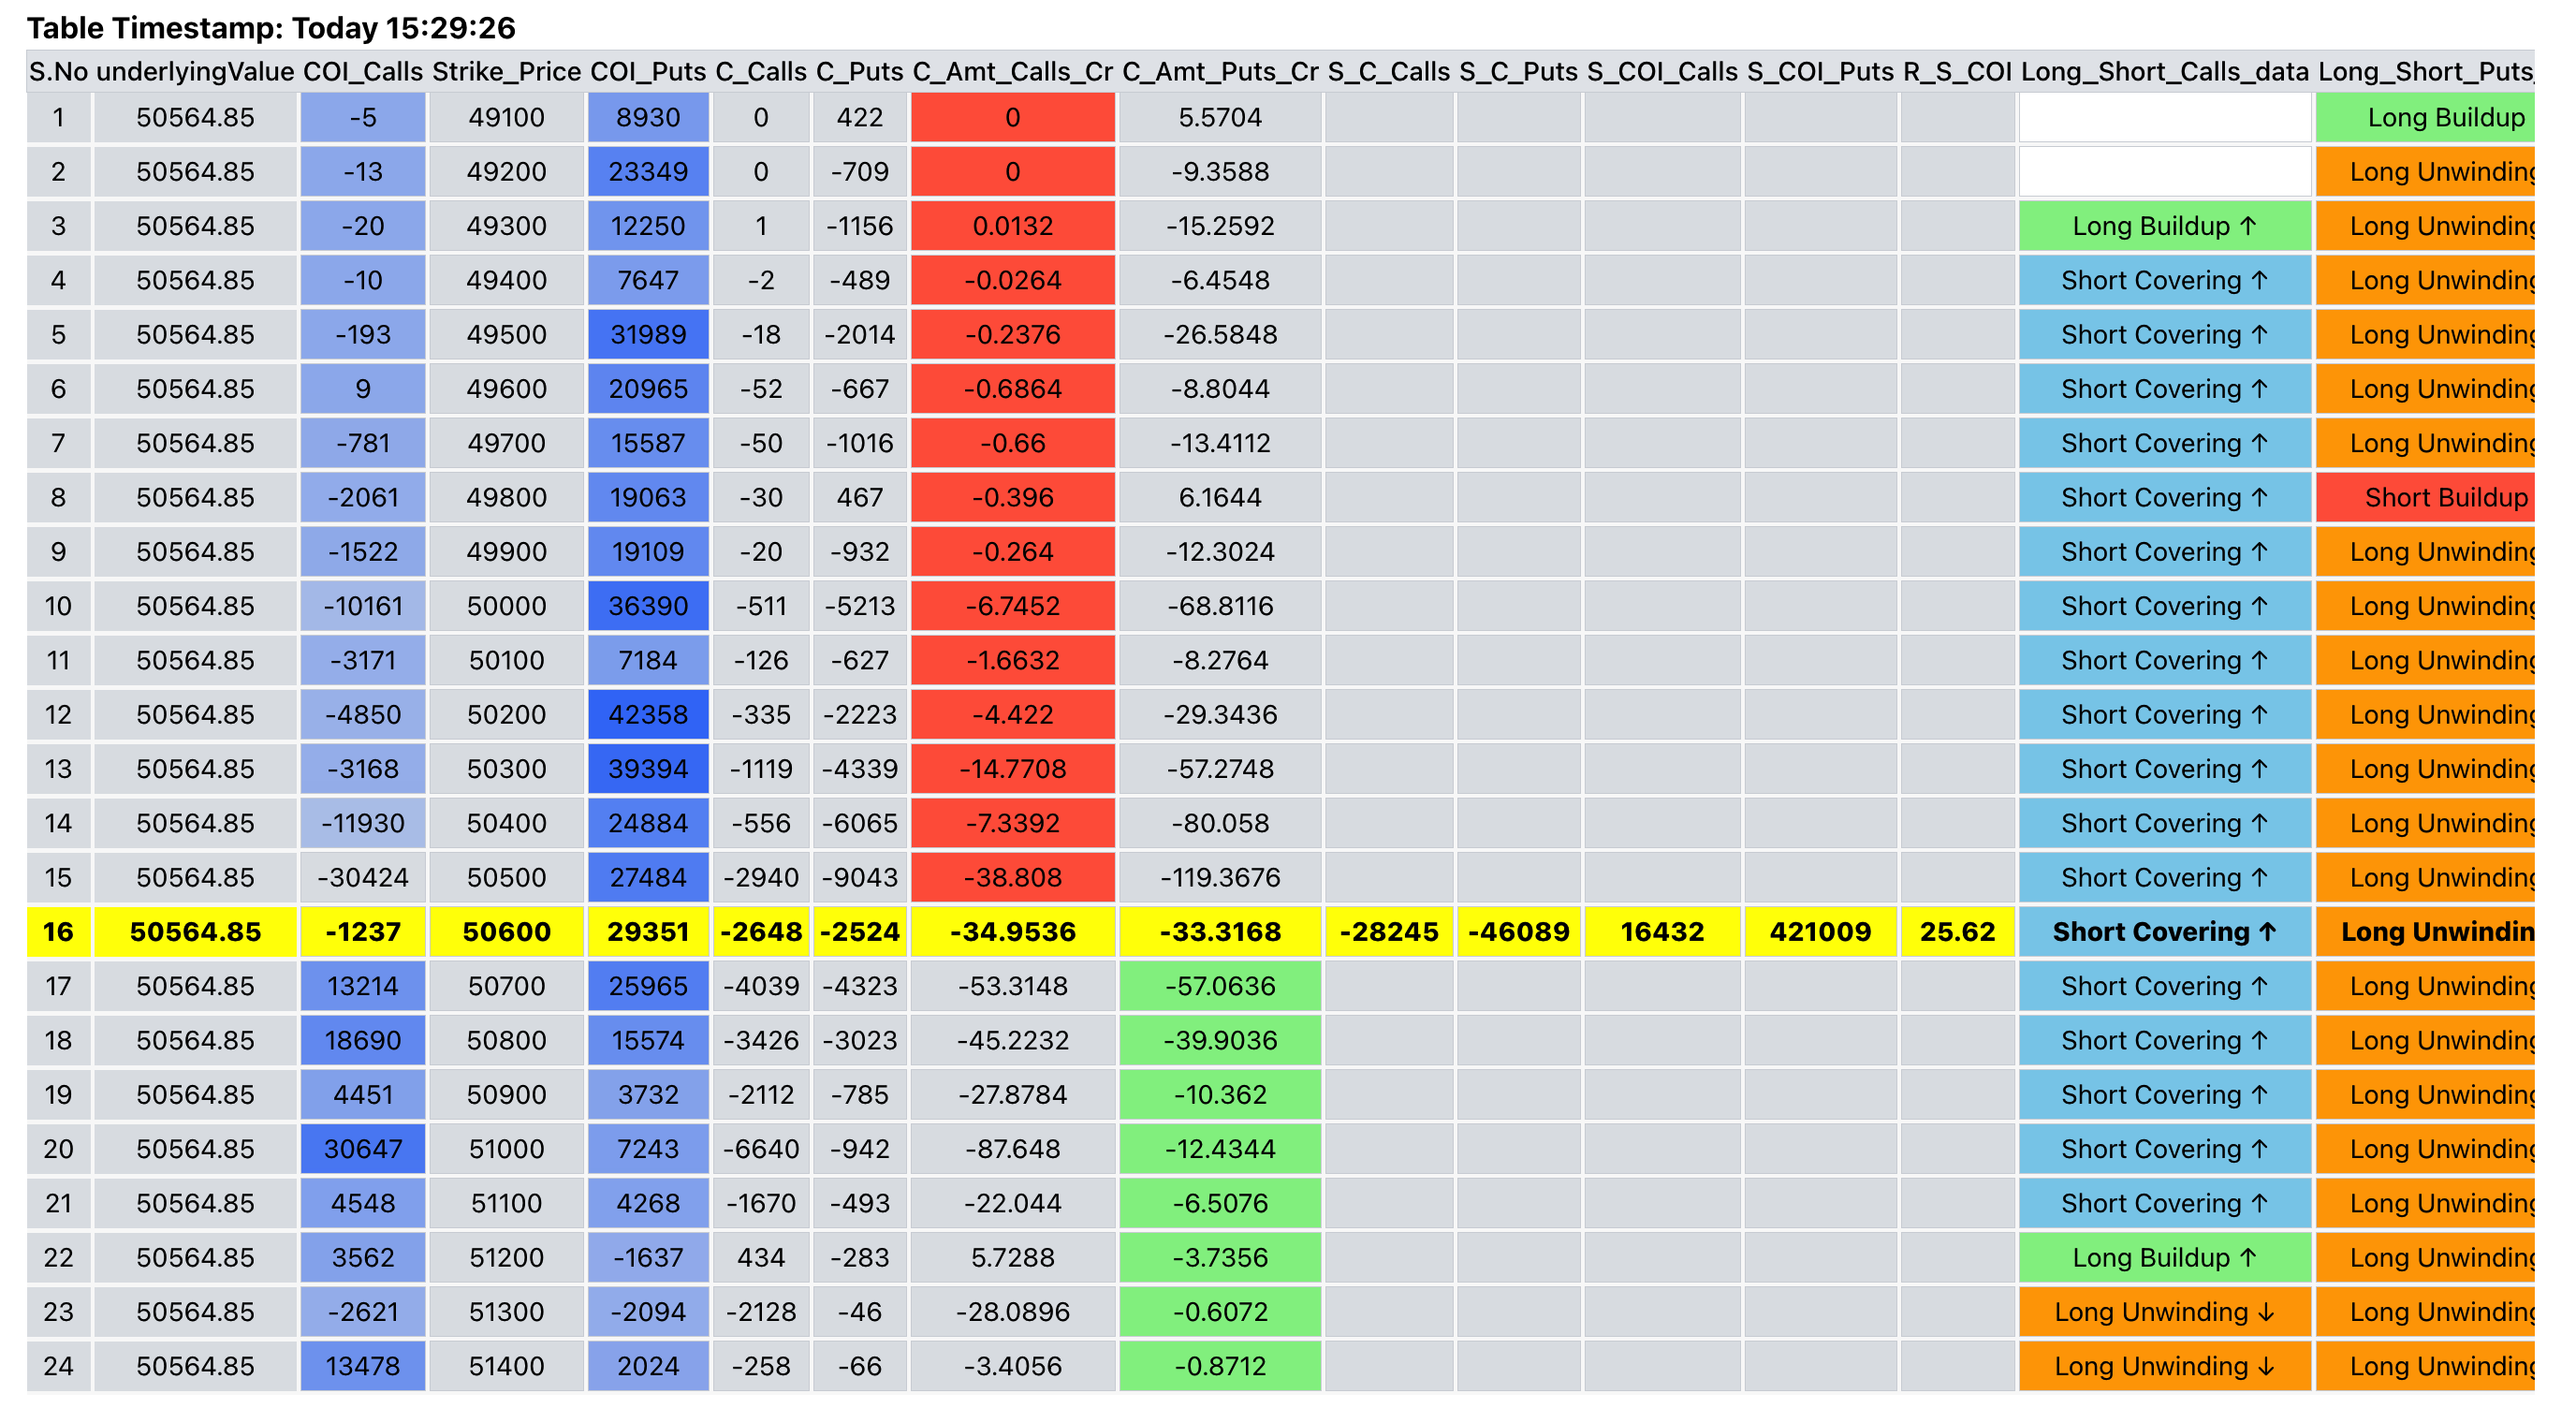 Table Timestamp: Today 15:29:26
S.No underlyingValue COI_Calls Strike_Price COI_Puts C_Calls C_Puts C_Amt_Calls_Cr C_Amt_Puts_Cr S_C_Calls S_C_Puts S_COI_Calls S_COI_Puts R_S_COI Long_Short_Calls_data Long_Short_Puts_
1 50564.85 -5 49100 8930 0 422 0 5.5704 Long Buildup
2 50564.85 -13 49200 23349 0 -709 0 -9.3588 Long Unwinding
3 50564.85 -20 49300 12250 1 -1156 0.0132 -15.2592 Long Buildup ↑ Long Unwinding
4 50564.85 -10 49400 7647 -2 -489 -0.0264 -6.4548 Short Covering ↑ Long Unwinding
5 50564.85 -193 49500 31989 -18 -2014 -0.2376 -26.5848 Short Covering ↑ Long Unwinding
6 50564.85 9 49600 20965 -52 -667 -0.6864 -8.8044 Short Covering ↑ Long Unwinding
7 50564.85 -781 49700 15587 -50 -1016 -0.66 -13.4112 Short Covering ↑ Long Unwinding
8 50564.85 -2061 49800 19063 -30 467 -0.396 6.1644 Short Covering ↑ Short Buildup
9 50564.85 -1522 49900 19109 -20 -932 -0.264 -12.3024 Short Covering ↑ Long Unwinding
10 50564.85 -10161 50000 36390 -511 -5213 -6.7452 -68.8116 Short Covering ↑ Long Unwinding
11 50564.85 -3171 50100 7184 -126 -627 -1.6632 -8.2764 Short Covering ↑ Long Unwinding
12 50564.85 -4850 50200 42358 -335 -2223 -4.422 -29.3436 Short Covering ↑ Long Unwinding
13 50564.85 -3168 50300 39394 -1119 -4339 -14.7708 -57.2748 Short Covering ↑ Long Unwinding
14 50564.85 -11930 50400 24884 -556 -6065 -7.3392 -80.058 Short Covering ↑ Long Unwinding
15 50564.85 -30424 50500 27484 -2940 -9043 -38.808 -119.3676 Short Covering ↑ Long Unwinding
16 50564.85 -1237 50600 29351 -2648 -2524 -34.9536 -33.3168 -28245 -46089 16432 421009 25.62 Short Covering ↑ Long Unwindin
17 50564.85 13214 50700 25965 -4039 -4323 -53.3148 -57.0636 Short Covering ↑ Long Unwinding
18 50564.85 18690 50800 15574 -3426 -3023 -45.2232 -39.9036 Short Covering ↑ Long Unwinding
19 50564.85 4451 50900 3732 -2112 -785 -27.8784 -10.362 Short Covering ↑ Long Unwinding
20 50564.85 30647 51000 7243 -6640 -942 -87.648 -12.4344 Short Covering ↑ Long Unwinding
21 50564.85 4548 51100 4268 -1670 -493 -22.044 -6.5076 Short Covering ↑ Long Unwinding
22 50564.85 3562 51200 -1637 434 -283 5.7288 -3.7356 Long Buildup ↑ Long Unwinding
23 50564.85 -2621 51300 -2094 -2128 -46 -28.0896 -0.6072 Long Unwinding ↓ Long Unwinding
24 50564.85 13478 51400 2024 -258 -66 -3.4056 -0.8712 Long Unwinding ↓ Long Unwinding